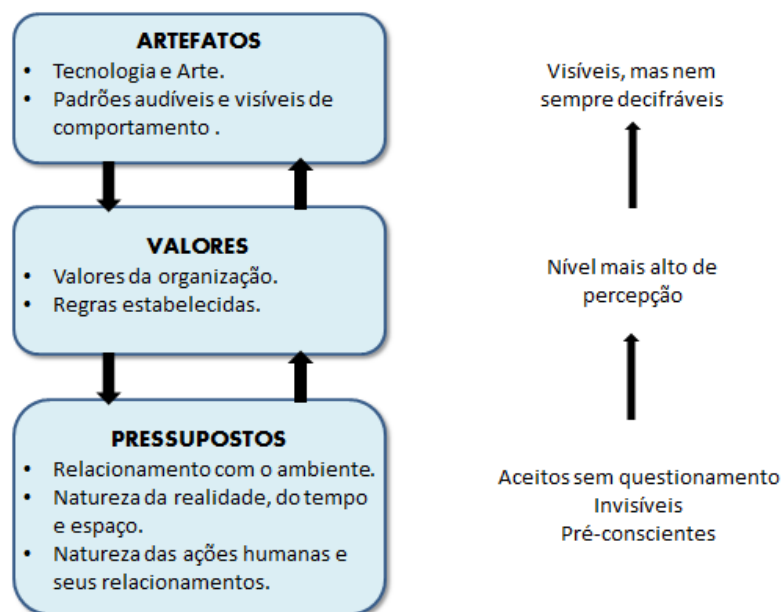 ARTEFATOS
• Tecnologia e Arte.
• Padrões audíveis e visíveis de
comportamento .
Visíveis, mas nem
sempre decifráveis
VALORES
• Valores da organização.
• Regras estabelecidas.
Nível mais alto de
percepção
PRESSUPOSTOS
• Relacionamento com o ambiente.
• Natureza da realidade, do tempo
e espaço.
• Natureza das ações humanas e
seus relacionamentos.
Aceitos sem questionamento
Invisíveis
Pré-conscientes